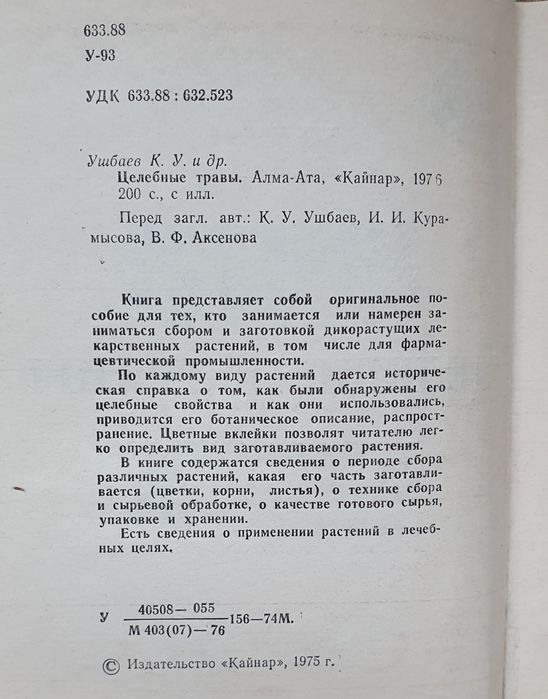 633.88
У-93
УДК 633.88 : 632.523
Ушбаев К. У. и др.
Целебные травы. Алма-Ата, «Қайнар», 1976
200 с., с илл.
Перед загл. авт.: К. У. Ушбаев, И. И. Кура-
мысова, В. Ф. Аксенова
Книга представляет собой оригинальное по-
собие для тех, кто занимается или намерен за-
ниматься сбором и заготовкой дикорастущих ле-
карственных растений, в том числе для фарма-
цевтической промышленности.
По каждому виду растений дается историче-
ская справка о том, как были обнаружены его
целебные свойства и как они использовались,
приводится его ботаническое описание, распрост-
ранение. Цветные вклейки позволят читателю лег-
ко определить вид заготавливаемого растения.
В книге содержатся сведения о периоде сбора
различных растений, какая его часть заготавли-
вается (цветки, корни, листья), о технике сбора
и сырьевой обработке, о качестве готового сырья,
упаковке и хранении.
Есть сведения о применении растений в лечеб-
ных целях.
У 40508— 055
М 403(07)— 76 156—74М.
© Издательство «Қайнар», 1975 г.